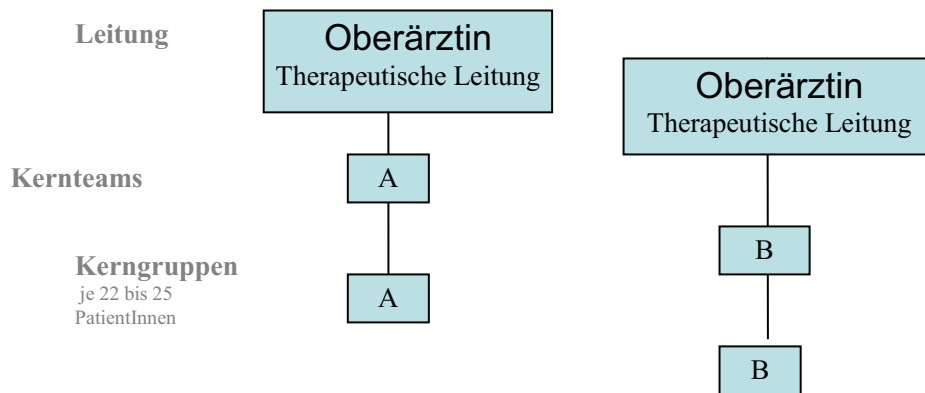 Leitung
Oberärztin
Therapeutische Leitung
Oberärztin
Therapeutische Leitung
Kernteams
A
B
Kerngruppen
je 22 bis 25
PatientInnen
A
B